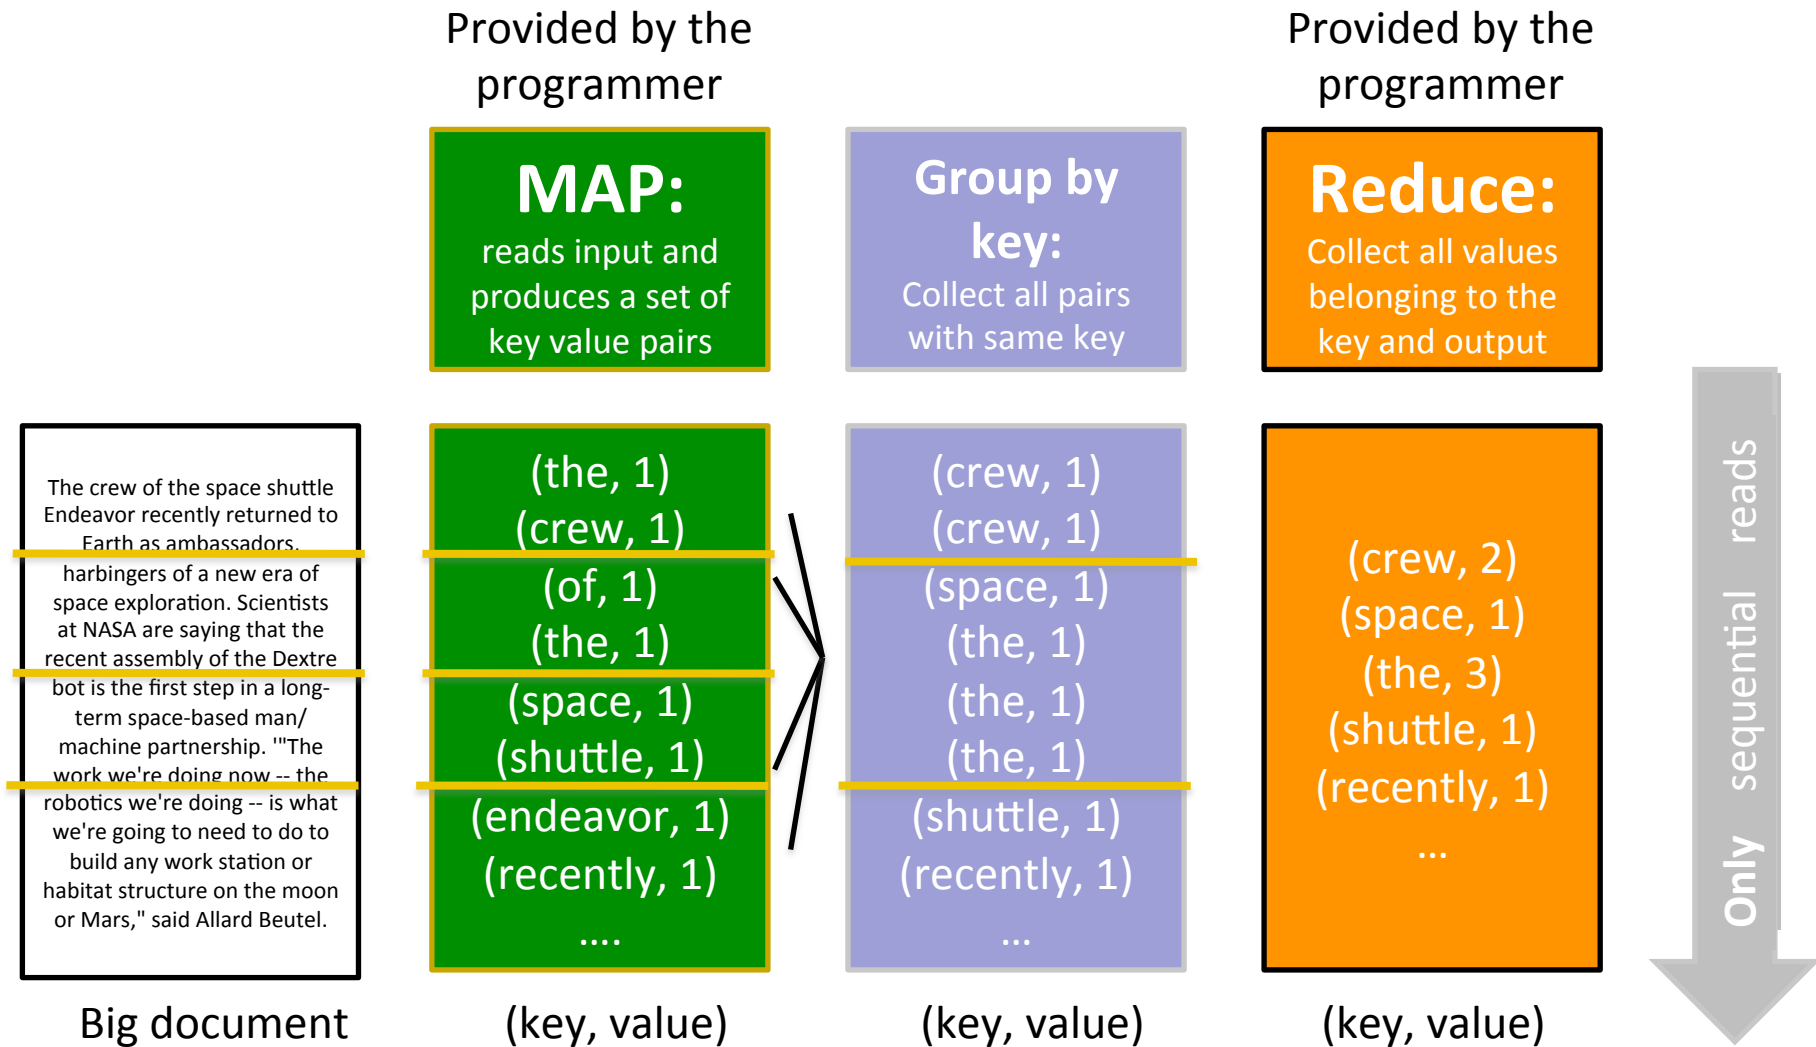 Provided by the
programmer
Provided by the
programmer
MAP:
reads input and
produces a set of
key value pairs
Group by
key:
Collect all pairs
with same key
Reduce:
Collect all values
belonging to the
key and output
The crew of the space shuttle
Endeavor recently returned to
Earth as ambassadors,
harbingers of a new era of
space exploration. Scientists
at NASA are saying that the
recent assembly of the Dextre
bot is the first step in a long-
term space-based man/
machine partnership. '"The
work we're doing now -- the
robotics we're doing -- is what
we're going to need to do to
build any work station or
habitat structure on the moon
or Mars," said Allard Beutel.
Big document
(the, 1)
(crew, 1)
(of, 1)
(the, 1)
(space, 1)
(shuttle, 1)
(endeavor, 1)
(recently, 1)
....
(key, value)
(crew, 1)
(crew, 1)
(space, 1)
(the, 1)
(the, 1)
(the, 1)
(shuttle, 1)
(recently, 1)
...
(key, value)
(crew, 2)
(space, 1)
(the, 3)
(shuttle, 1)
(recently, 1)
...
(key, value)
Only sequential reads